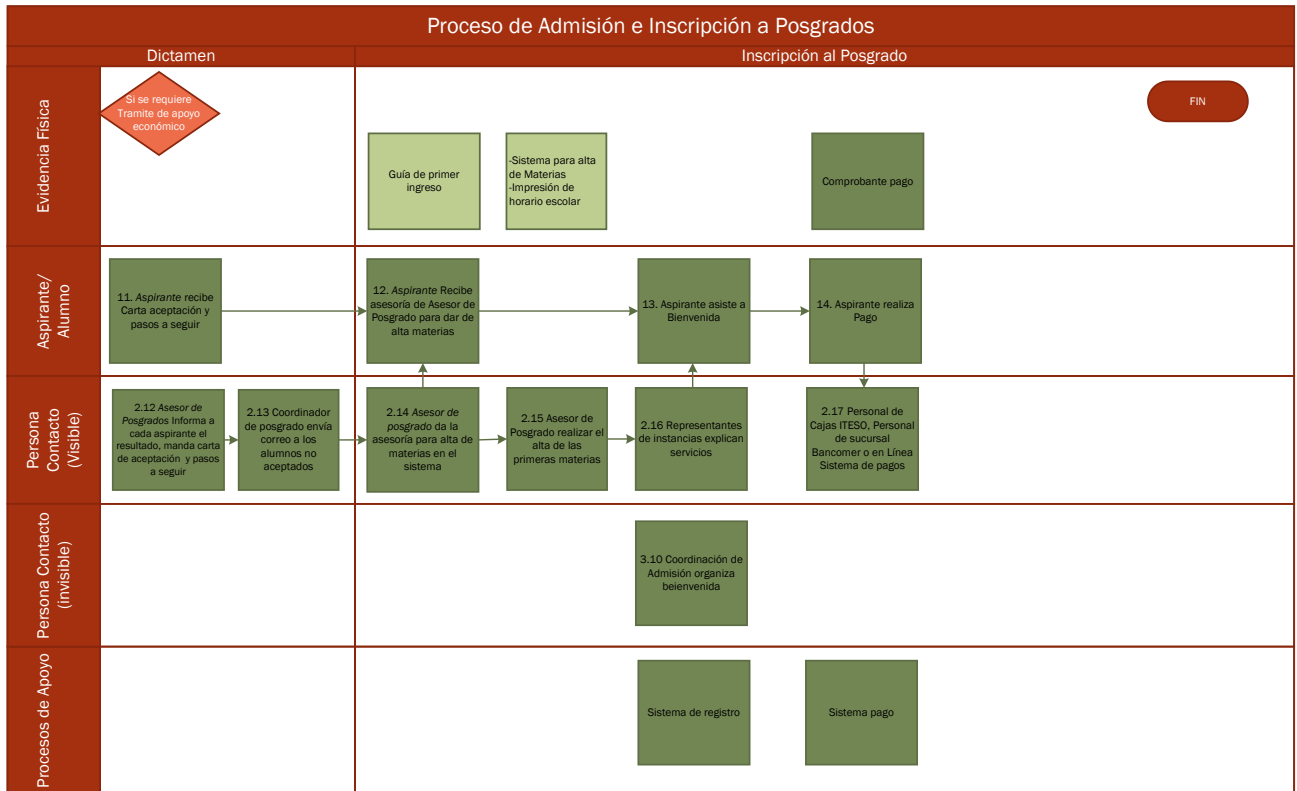 Proceso de Admisión e Inscripción a Posgrados
Dictamen
Inscripción al Posgrado
Evidencia Física
Si se requiere
Tramite de apoyo
económico
Guía de primer
ingreso
-Sistema para alta
de Materias
-Impresión de
horario escolar
Comprobante pago
FIN
Aspirante/
Alumno
11. Aspirante recibe
Carta aceptación y
pasos a seguir
12. Aspirante Recibe
asesoría de Asesor de
Posgrado para dar de
alta materias
13. Aspirante asiste a
Bienvenida
14. Aspirante realiza
Pago
Persona
Contacto
(Visible)
2.12 Asesor de
Posgrados Informa a
cada aspirante el
resultado, manda carta
de aceptación y pasos
a seguir
2.13 Coordinador
de posgrado envía
correo a los
alumnos no
aceptados
2.14 Asesor de
posgrado da la
asesoría para alta de
materias en el
sistema
2.15 Asesor de
Posgrado realizar el
alta de las
primeras materias
2.16 Representantes
de instancias explican
servicios
2.17 Personal de
Cajas ITESO, Personal
de sucursal
Bancomer o en Línea
Sistema de pagos
Persona Contacto
(invisible)
3.10 Coordinación de
Admisión organiza
beienvenida
Procesos de Apoyo
Sistema de registro
Sistema pago